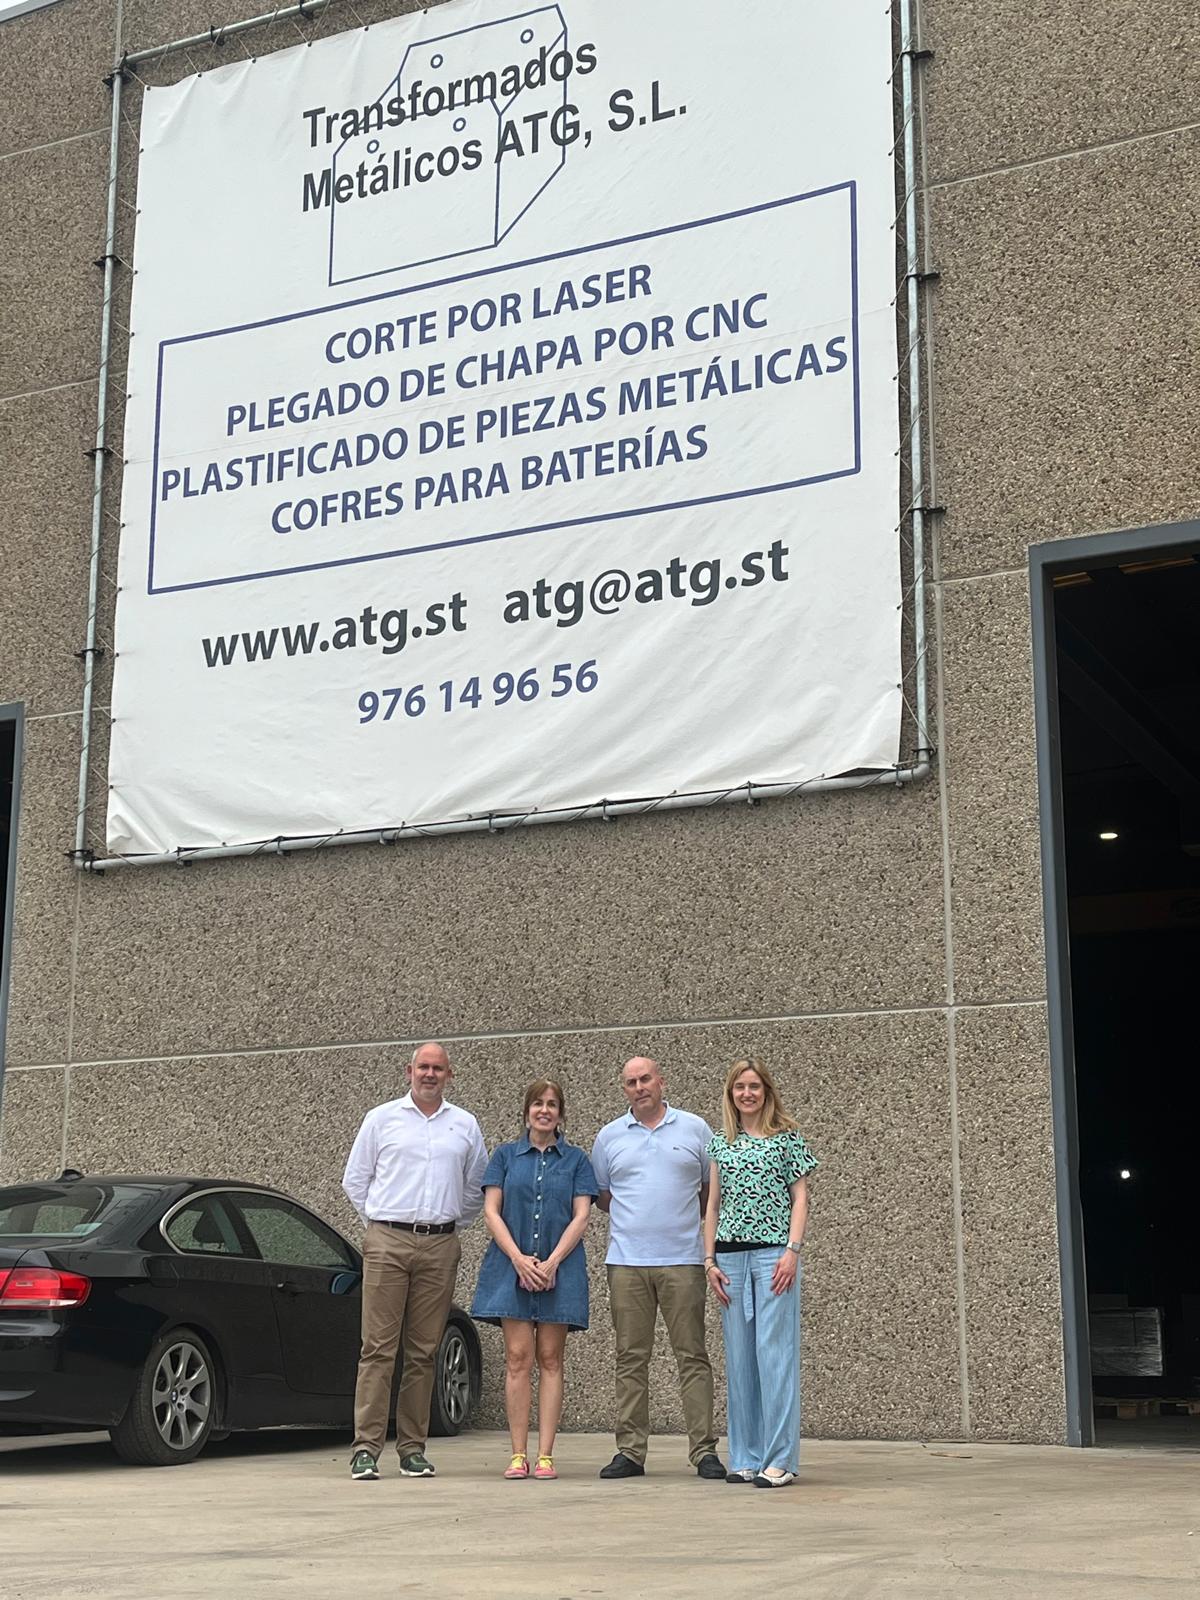 Transformados
Metálicos ATG, S.L.
CORTE POR LASER
PLEGADO DE CHAPA POR CNC
PLASTIFICADO DE PIEZAS METÁLICAS
COFRES PARA BATERÍAS
www.atg.st atg@atg.st
976 14 96 56